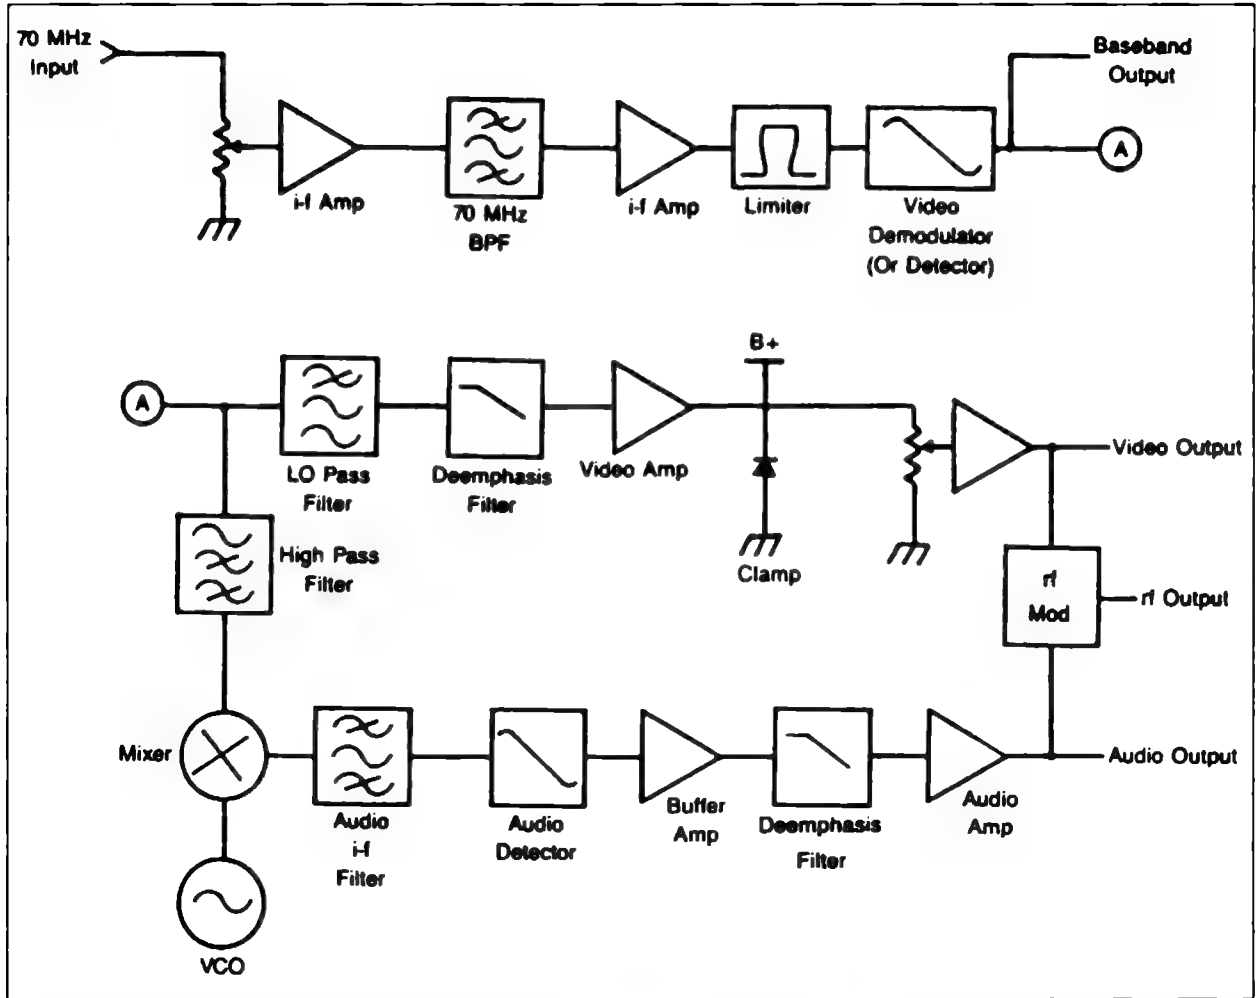 70 MHz
Input
Baseband
Output
A
i-f Amp
70 MHz
BPF
i-f Amp
Limiter
Video
Demodulator
(Or Detector)
B+
A
LO Pass
Filter
Deemphasis
Filter
Video Amp
Clamp
Video Output
High Pass
Filter
rf
Mod
rf Output
Mixer
Audio
i-f
Filter
Audio
Detector
Buffer
Amp
Deemphasis
Filter
Audio
Amp
Audio Output
VCO